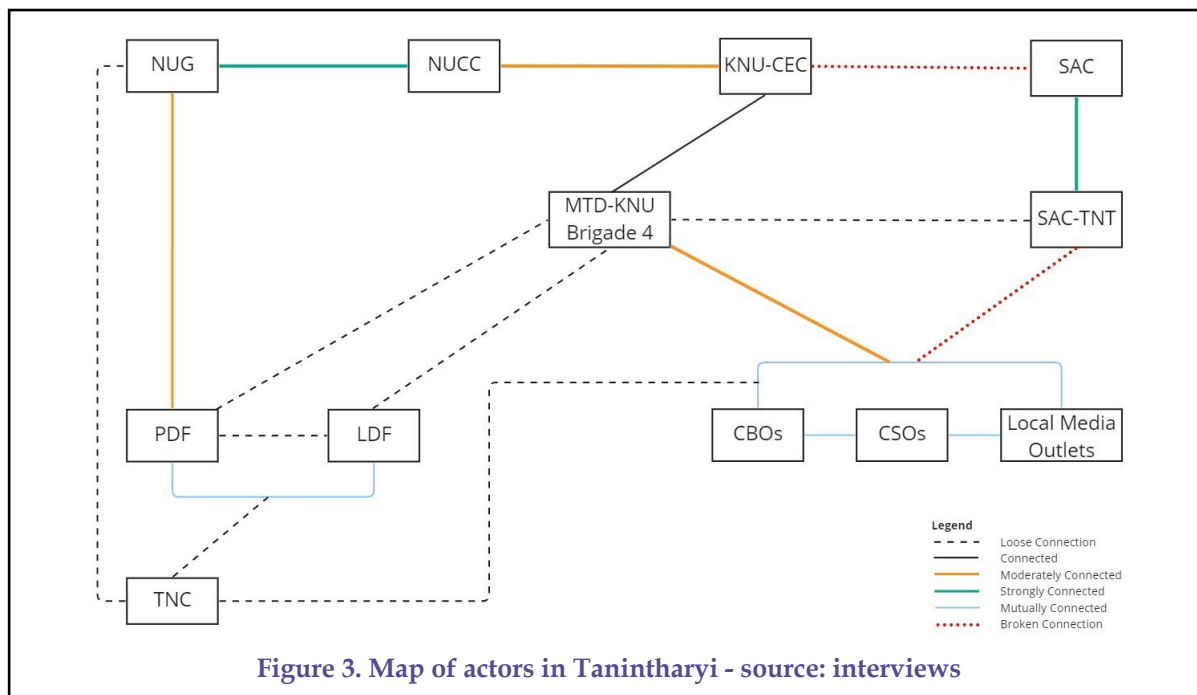 NUG
NUCC
KNU-CEC
SAC
MTD-KNU
Brigade 4
SAC-TNT
PDF
LDF
CBOs
CSOs
Local Media
Outlets
TNC
Legend
Loose Connection
Connected
Moderately Connected
Strongly Connected
Mutually Connected
Broken Connection
Figure 3. Map of actors in Tanintharyi - source: interviews